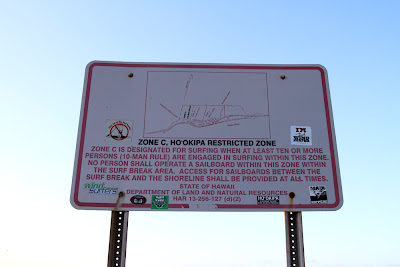 ZONE C, HO'OKIPA RESTRICTED ZONE
ZONE C IS DESIGNATED FOR SURFING WHEN AT LEAST TEN OR MORE
PERSONS (10-MAN RULE) ARE ENGAGED IN SURFING WITHIN THIS ZONE.
NO PERSON SHALL OPERATE A SAILBOARD WITHIN THIS ZONE WITHIN
THE SURF BREAK AREA. ACCESS FOR SAILBOARDS BETWEEN THE
SURF BREAK AND THE SHORELINE SHALL BE PROVIDED AT ALL TIMES.
STATE OF HAWAII
DEPARTMENT OF LAND AND NATURAL RESOURCES
HAR 13-256-127 (d)(2)
wind
surfers